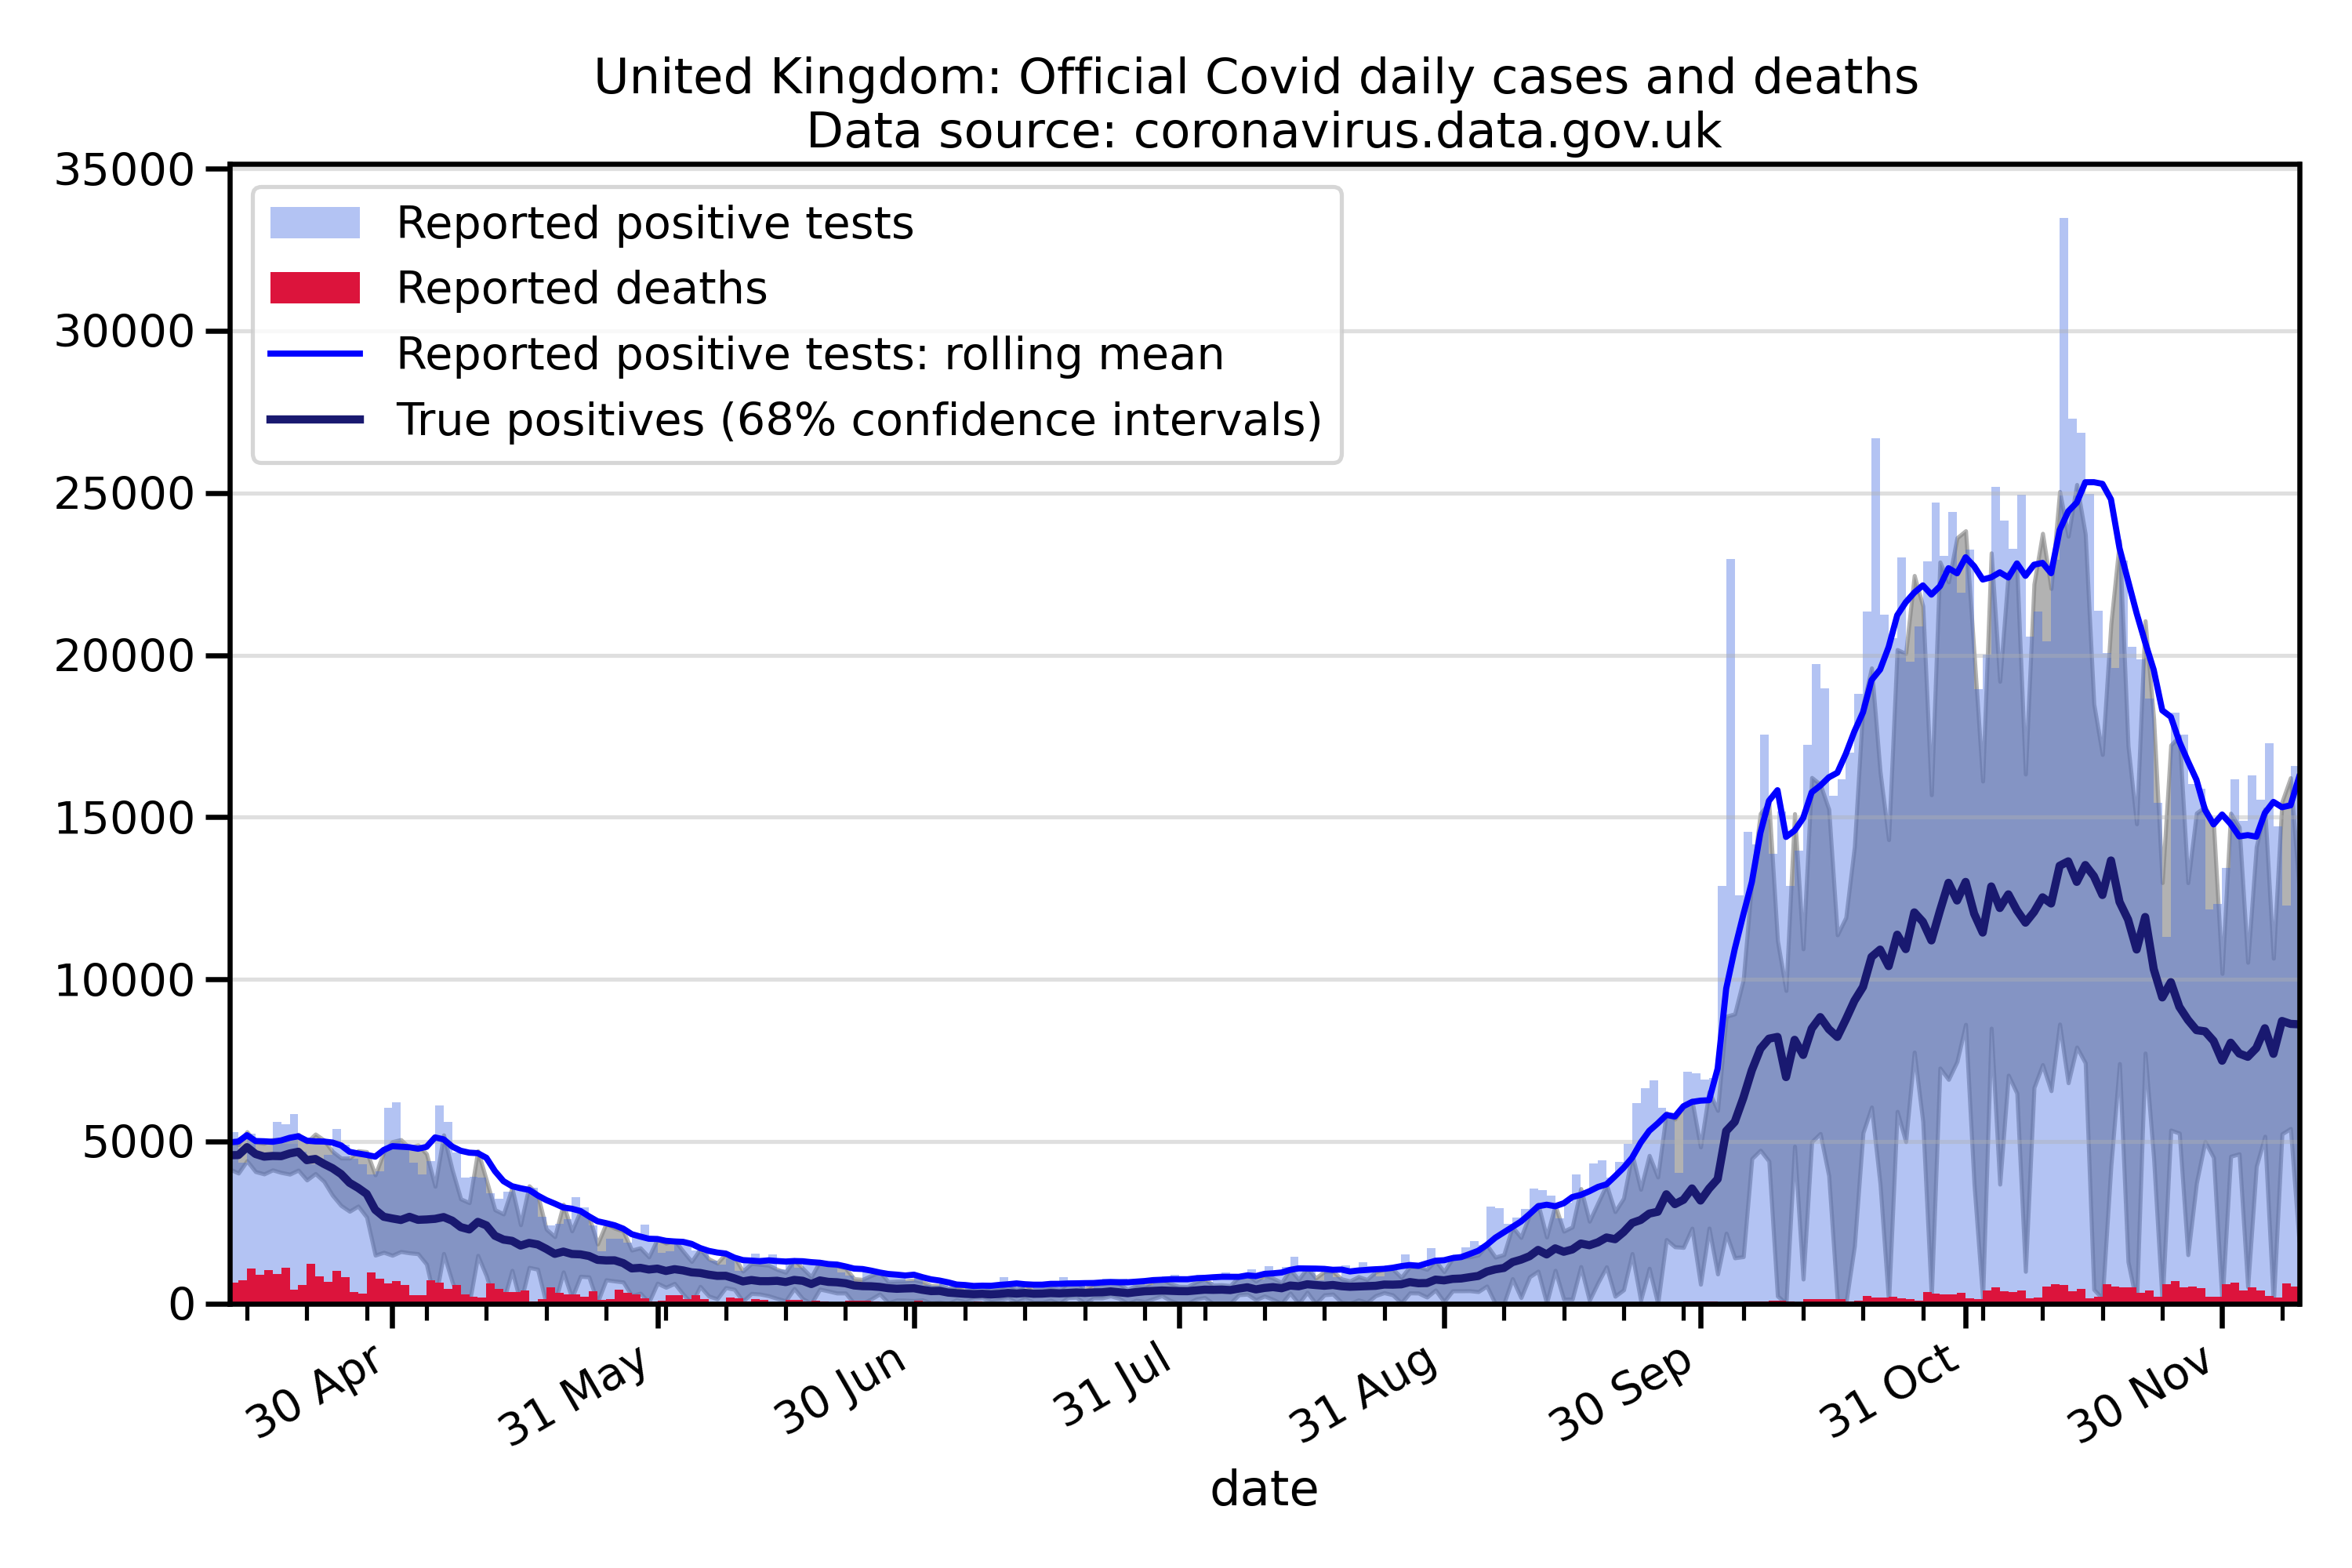 United Kingdom: Official Covid daily cases and deaths
Data source: coronavirus.data.gov.uk
35000
30000
25000
20000
15000
10000
5000
0
Reported positive tests
Reported deaths
Reported positive tests: rolling mean
True positives (68% confidence intervals)
30 Apr
31 May
30 Jun
31 Jul
31 Aug
30 Sep
31 Oct
30 Nov
date